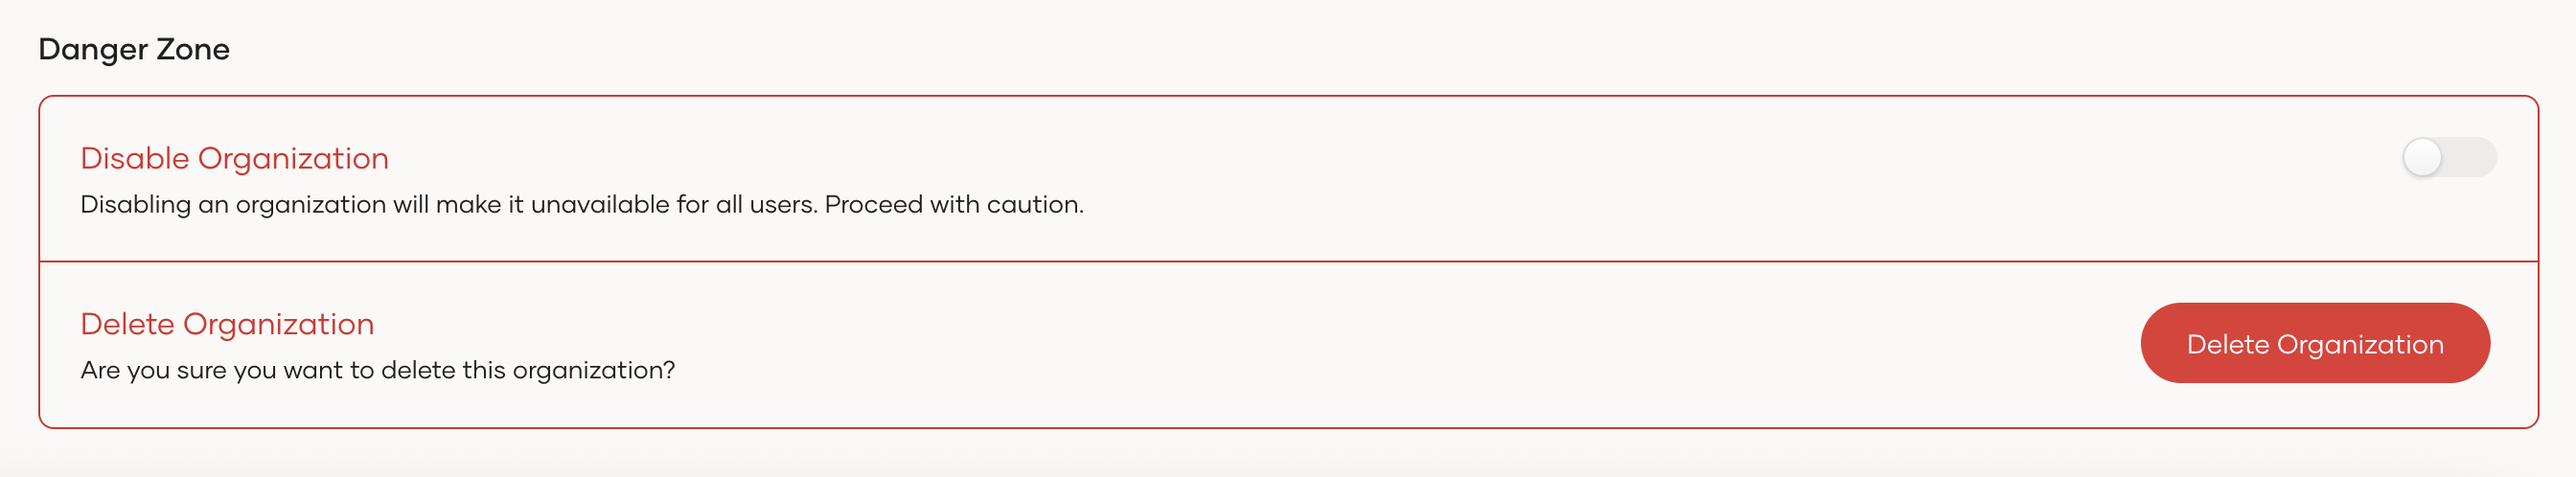 Danger Zone
Disable Organization
Disabling an organization will make it unavailable for all users. Proceed with caution.
Delete Organization
Are you sure you want to delete this organization?
Delete Organization